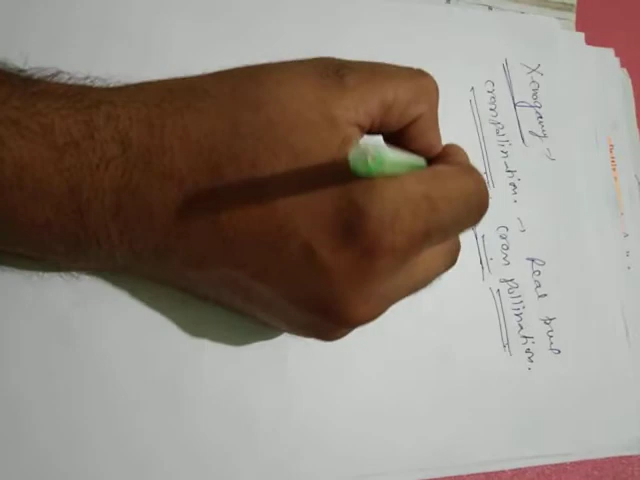 Xenogamy → Real true
cross pollination. → cross pollination.